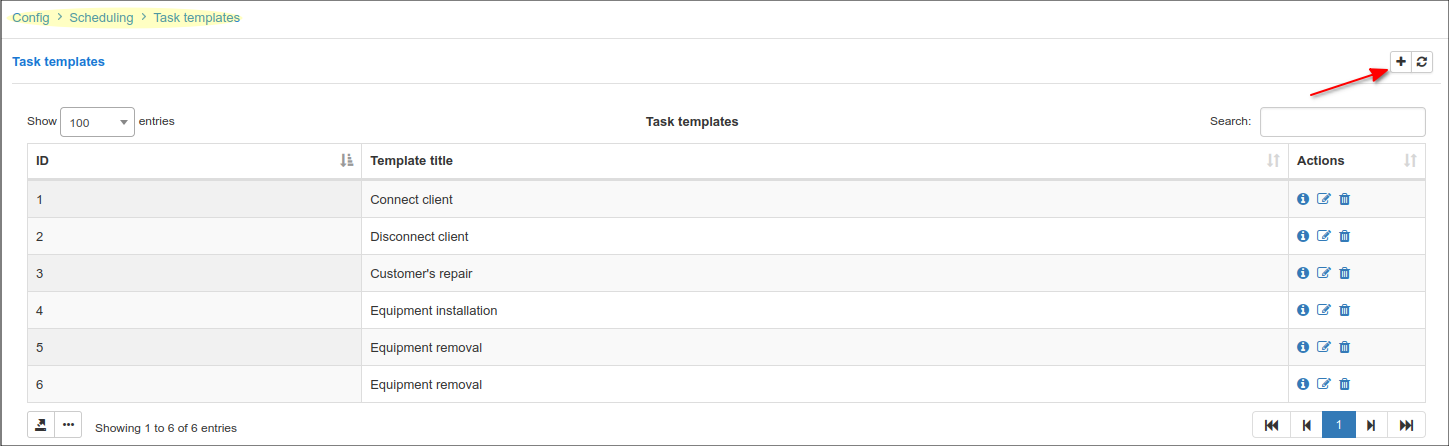 Config > Scheduling > Task templates
Task templates
Show 100 entries Task templates Search:
ID Template title Actions
1 Connect client
2 Disconnect client
3 Customer's repair
4 Equipment installation
5 Equipment removal
6 Equipment removal
Showing 1 to 6 of 6 entries 1